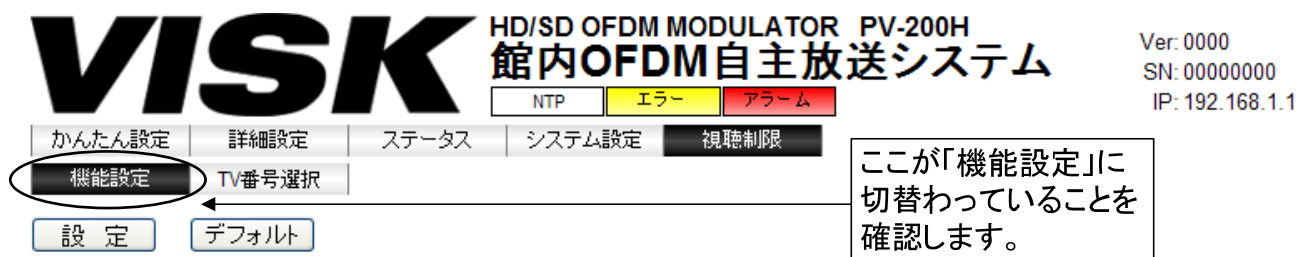 VISK
HD/SD OFDM MODULATOR PV-200H
館内OFDM自主放送システム
NTP エラー アラーム
Ver: 0000
SN: 00000000
IP: 192.168.1.1
かんたん設定 詳細設定 ステータス システム設定 視聴制限
機能設定 TV番号選択
設 定 デフォルト
ここが「機能設定」に
切替わっていることを
確認します。